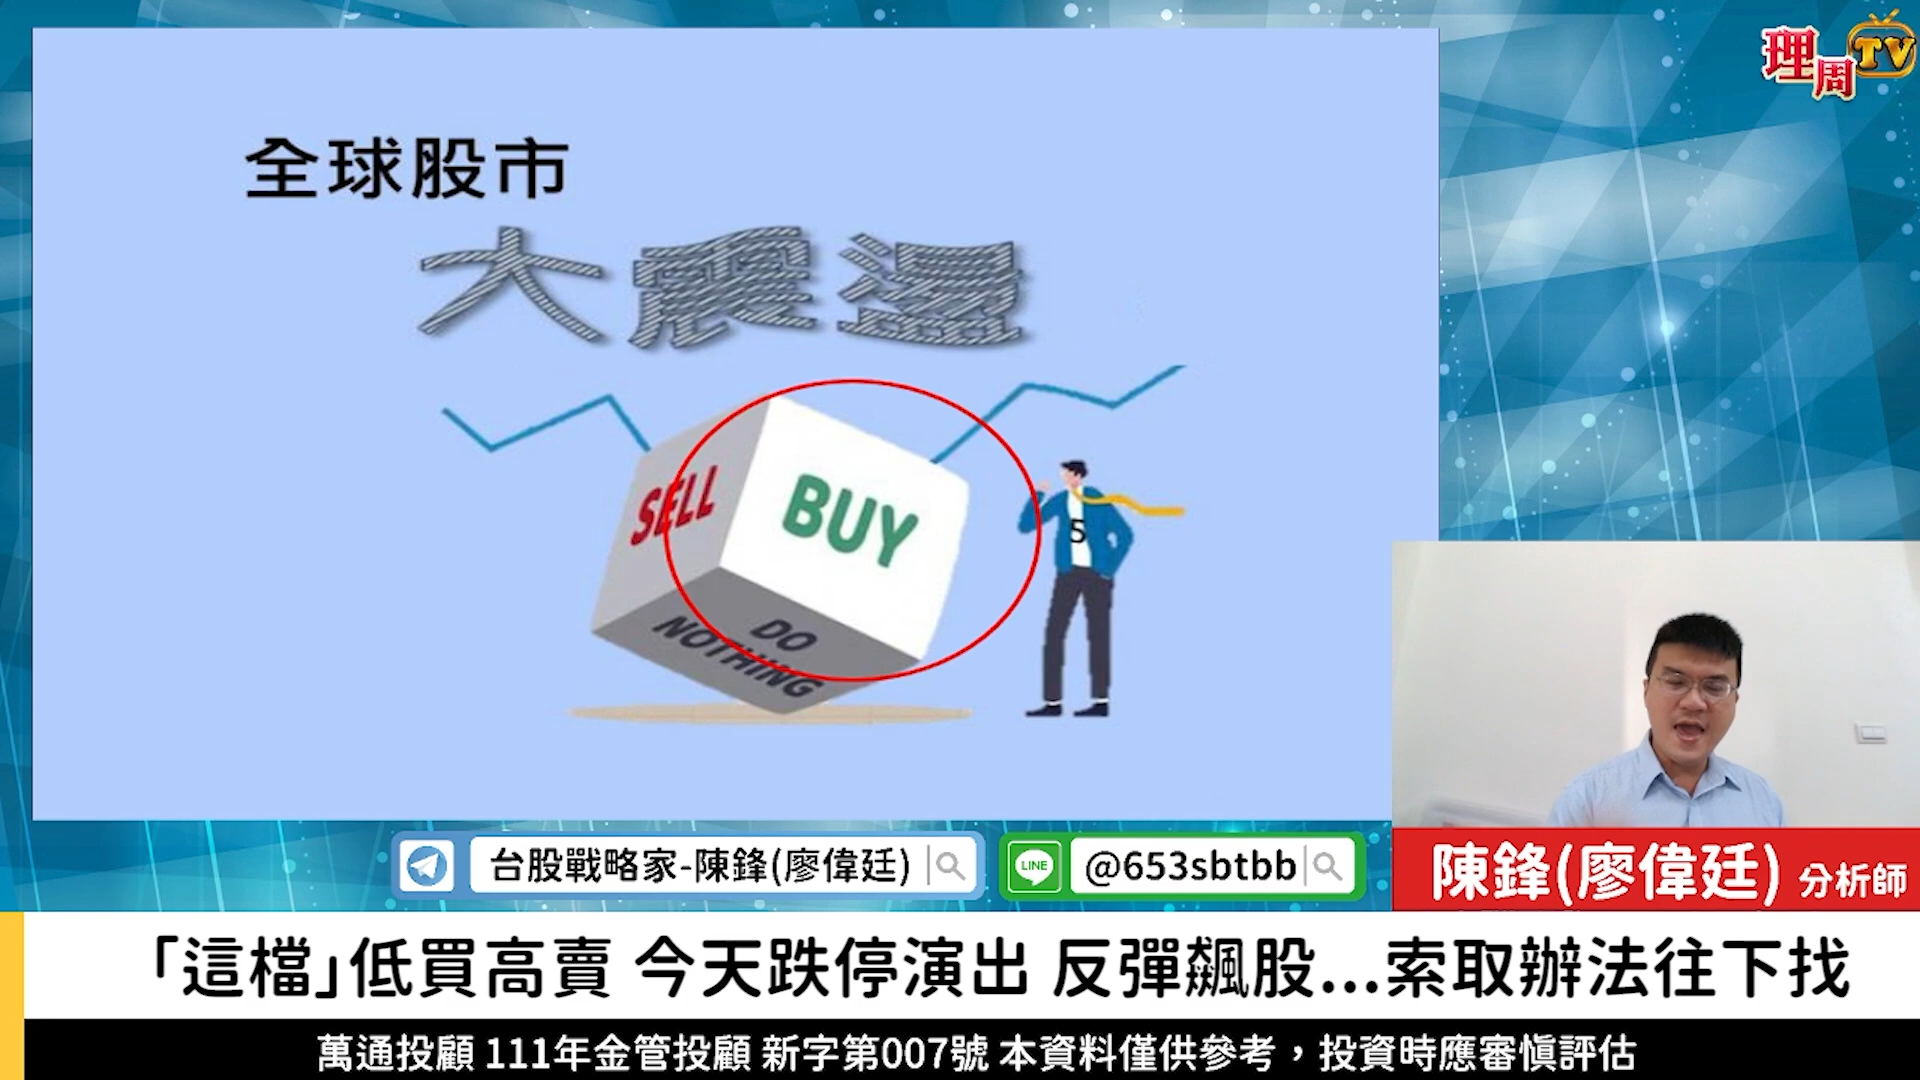 理周TV
全球股市
大震盪
SELL
BUY
DO
NOTHING
5
台股戰略家-陳鋒(廖偉廷)
LINE
@653sbtbb
陳鋒(廖偉廷) 分析師
「這檔」低買高賣 今天跌停演出 反彈飆股...索取辦法往下找
萬通投顧 111年金管投顧 新字第007號 本資料僅供參考，投資時應審慎評估